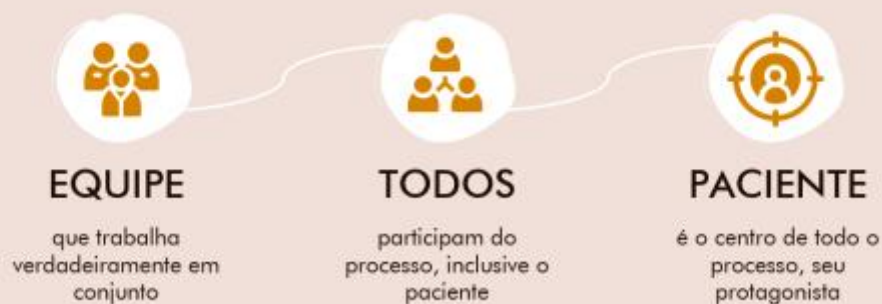 EQUIPE
que trabalha
verdadeiramente em
conjunto
TODOS
participam do
processo, inclusive o
paciente
PACIENTE
é o centro de todo o
processo, seu
protagonista